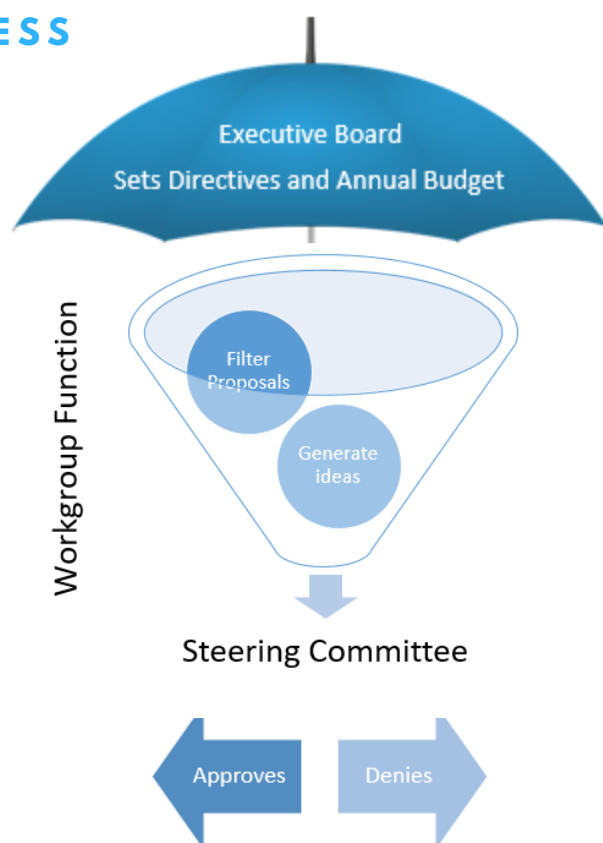 ESS
Executive Board
Sets Directives and Annual Budget
Workgroup Function
Filter
Proposals
Generate
ideas
Steering Committee
Approves
Denies